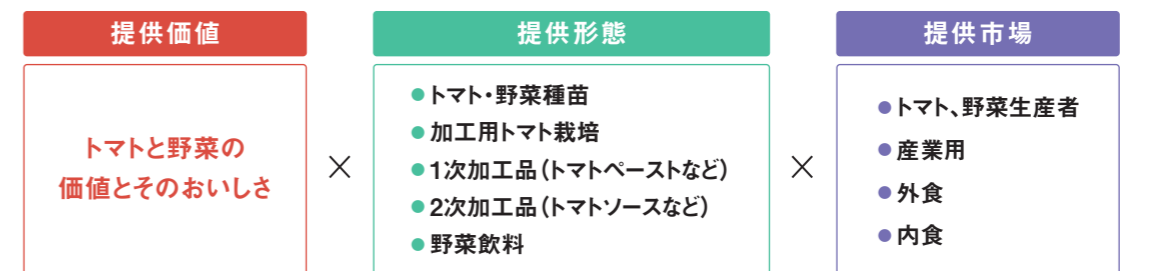 提供価値
トマトと野菜の
価値とそのおいしさ
×
提供形態
●トマト・野菜種苗
●加工用トマト栽培
●1次加工品(トマトペーストなど)
●2次加工品(トマトソースなど)
●野菜飲料
×
提供市場
●トマト、野菜生産者
●産業用
●外食
●内食